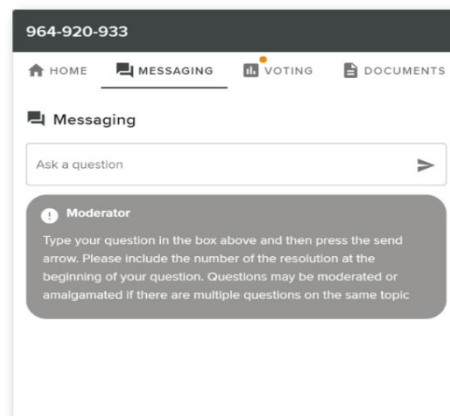 964-920-933
HOME MESSAGING VOTING DOCUMENTS
Messaging
Ask a question
Moderator
Type your question in the box above and then press the send
arrow. Please include the number of the resolution at the
beginning of your question. Questions may be moderated or
amalgamated if there are multiple questions on the same topic